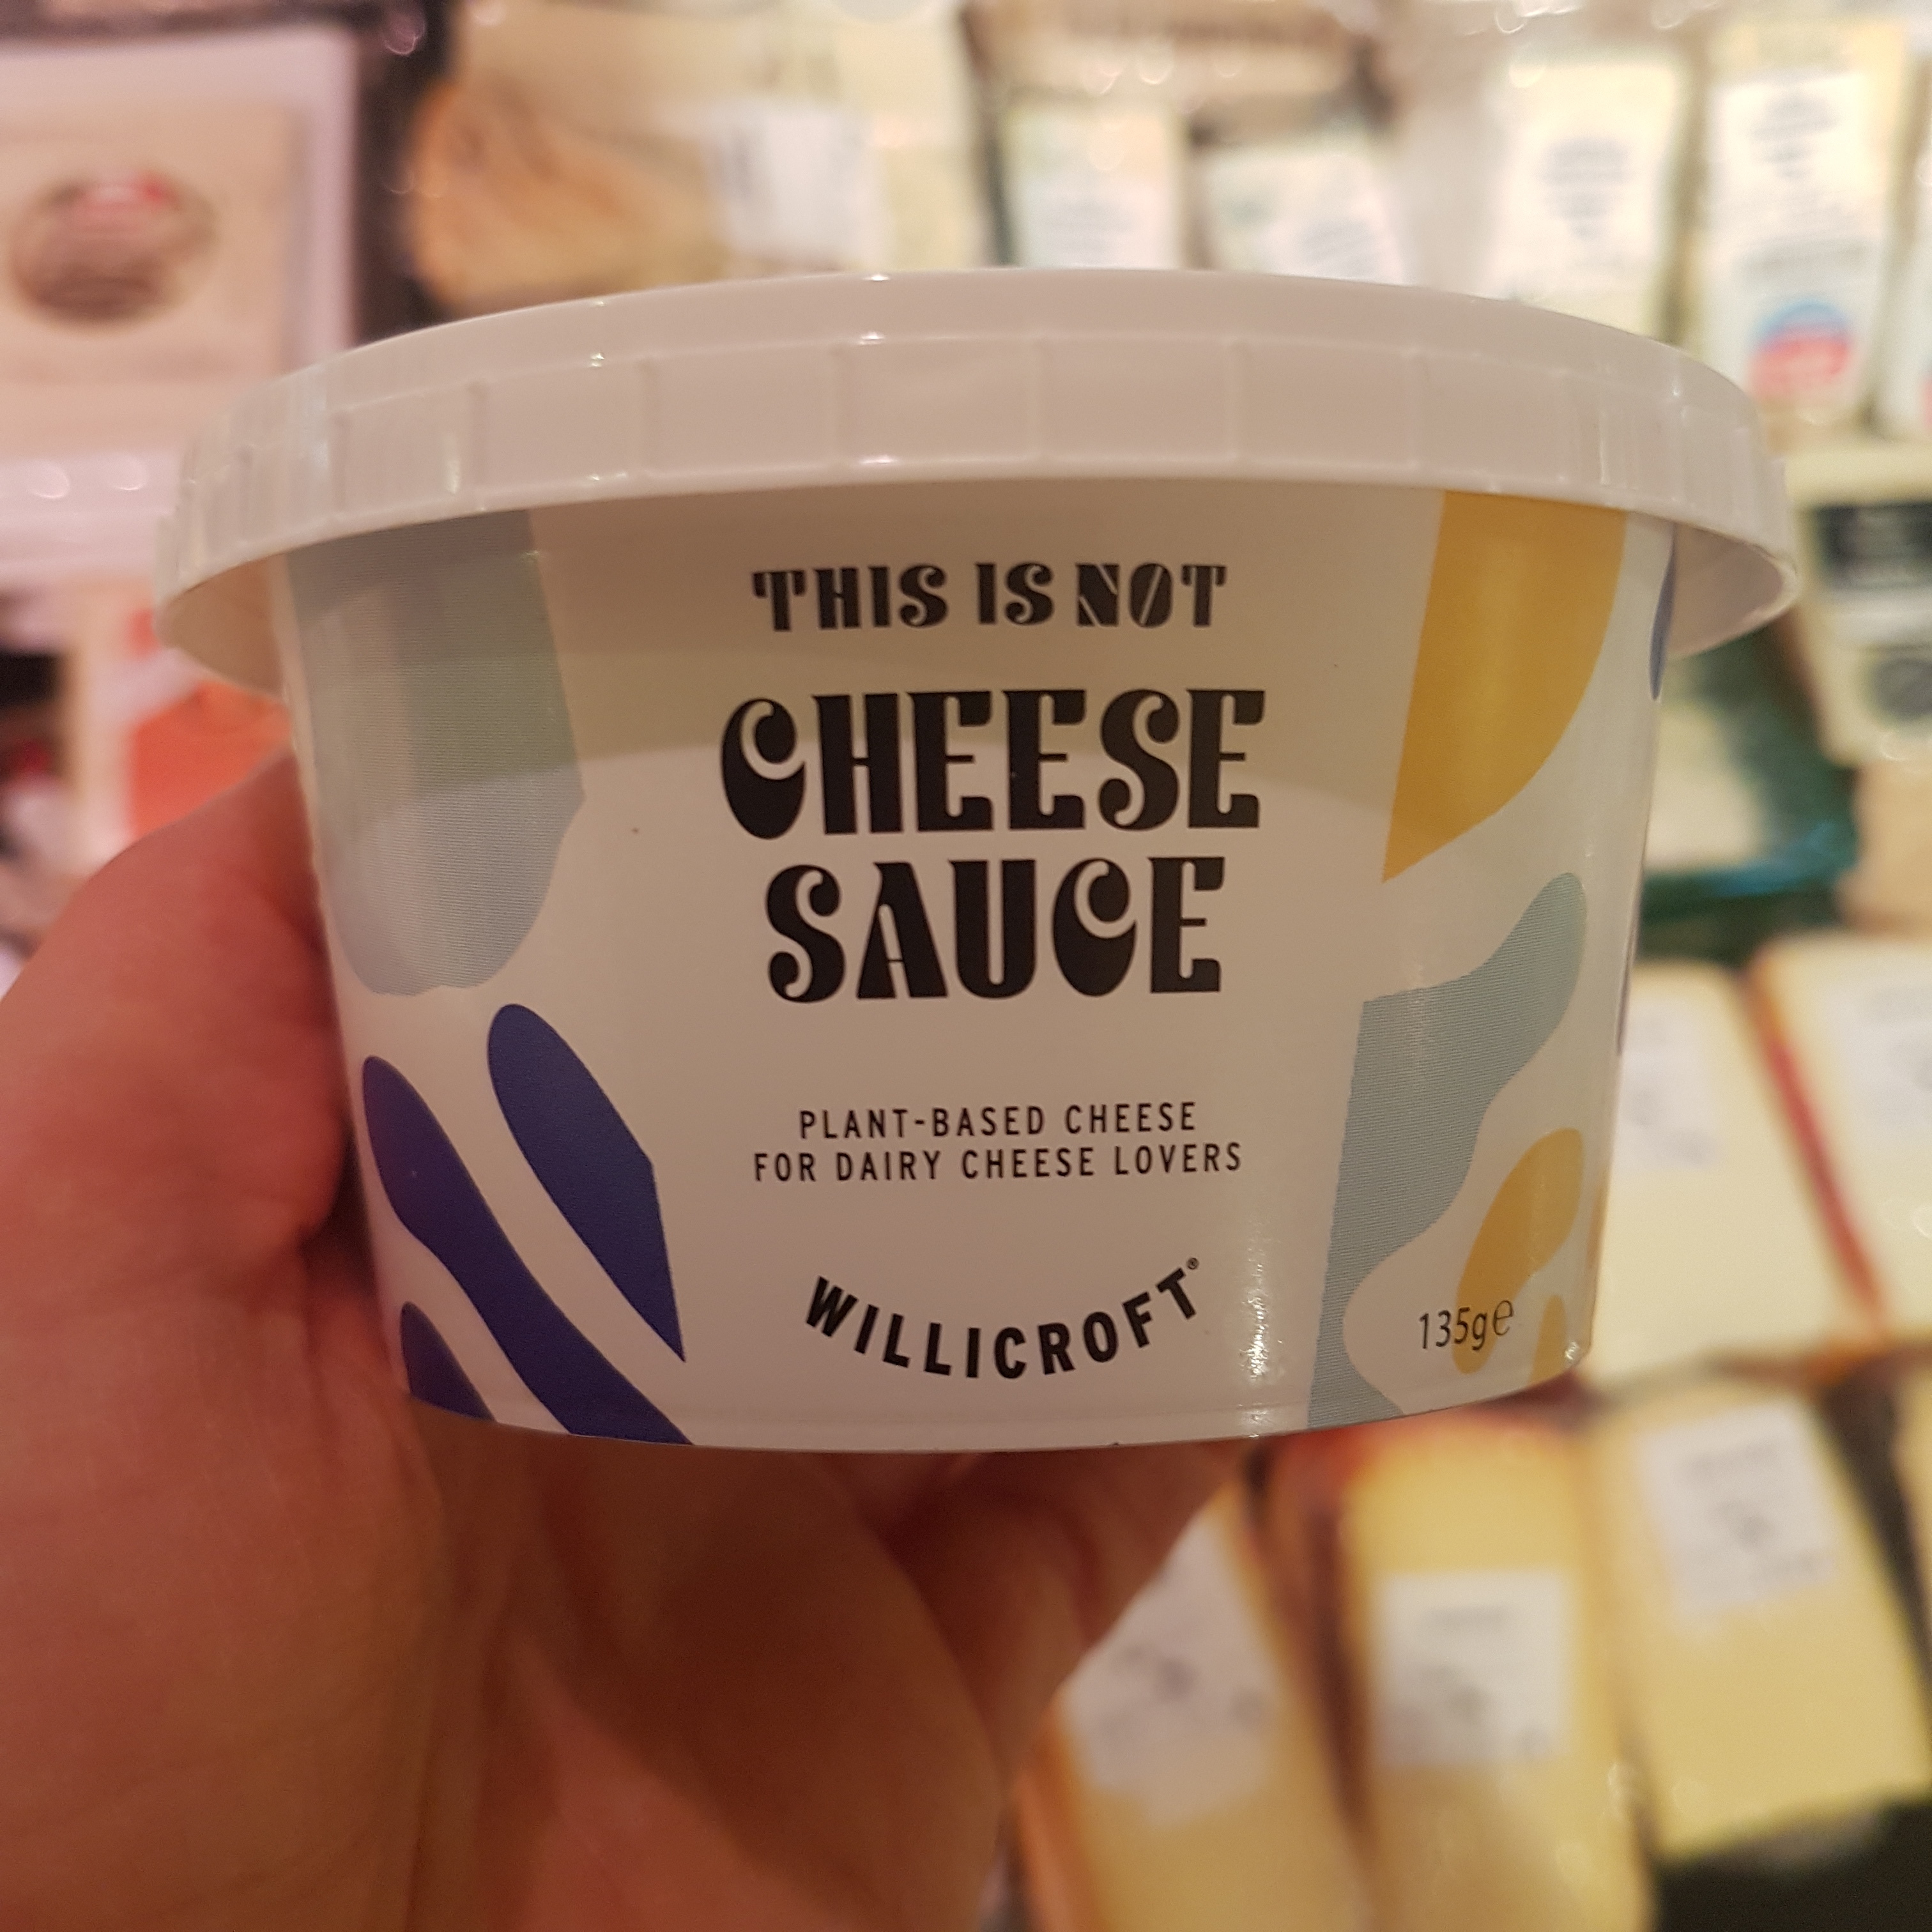 THIS IS NOT
CHEESE
SAUCE
PLANT-BASED CHEESE
FOR DAIRY CHEESE LOVERS
WILLICROFT®
135g℮